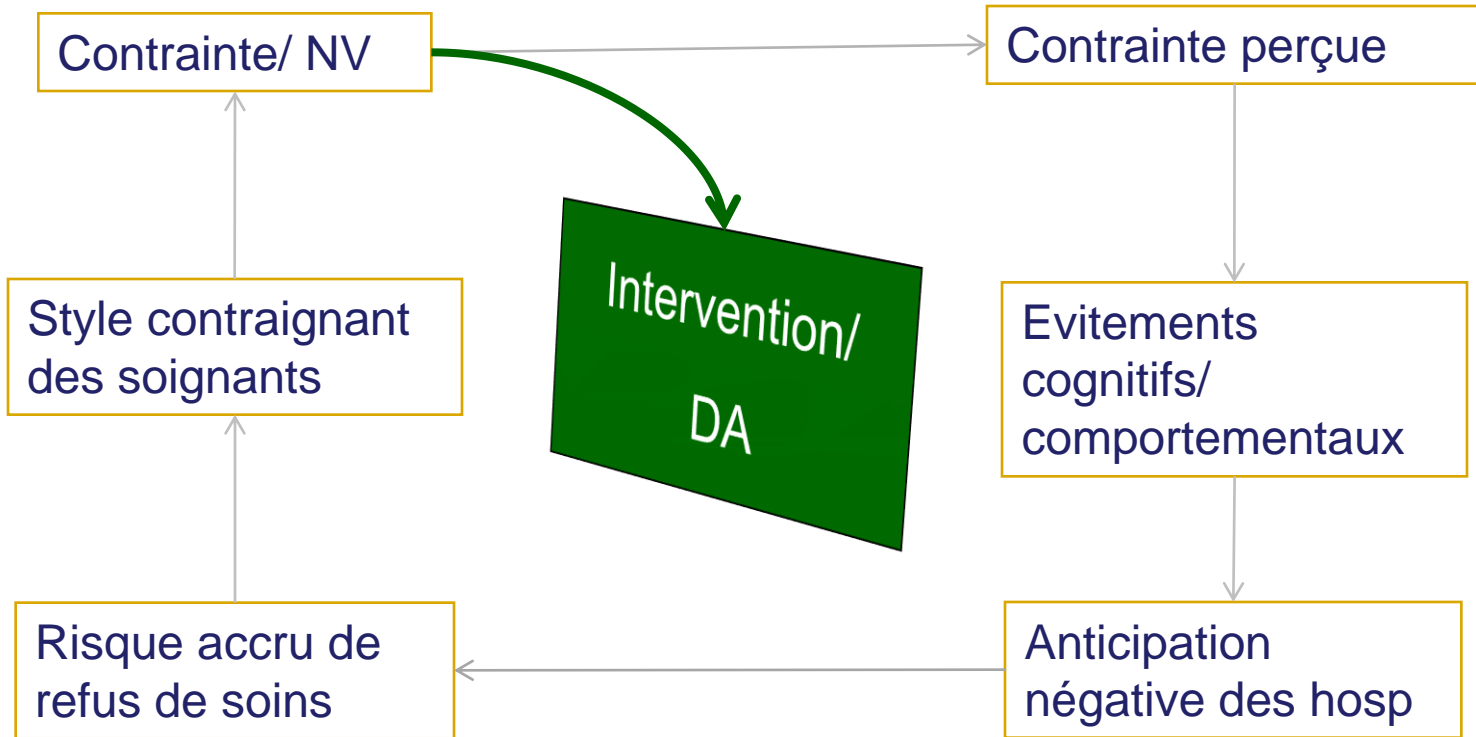 Contrainte/ NV
Contrainte perçue
Intervention/
DA
Style contraignant
des soignants
Evitements
cognitifs/
comportementaux
Risque accru de
refus de soins
Anticipation
négative des hosp